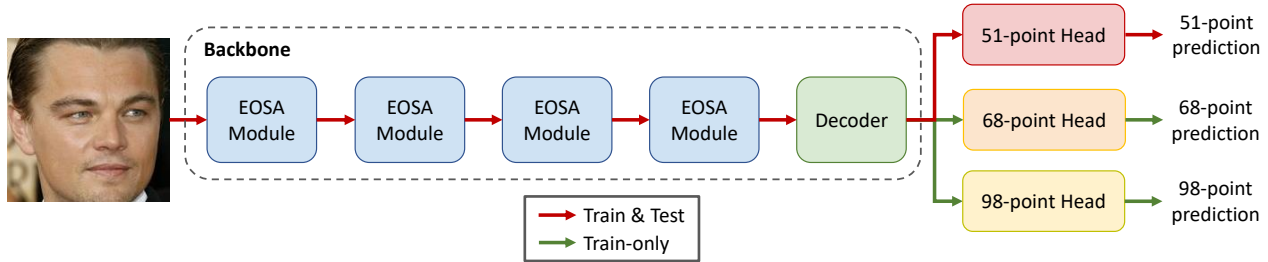 Backbone
EOSA
Module
EOSA
Module
EOSA
Module
EOSA
Module
Decoder
51-point Head
51-point
prediction
68-point Head
68-point
prediction
98-point Head
98-point
prediction
Train & Test
Train-only